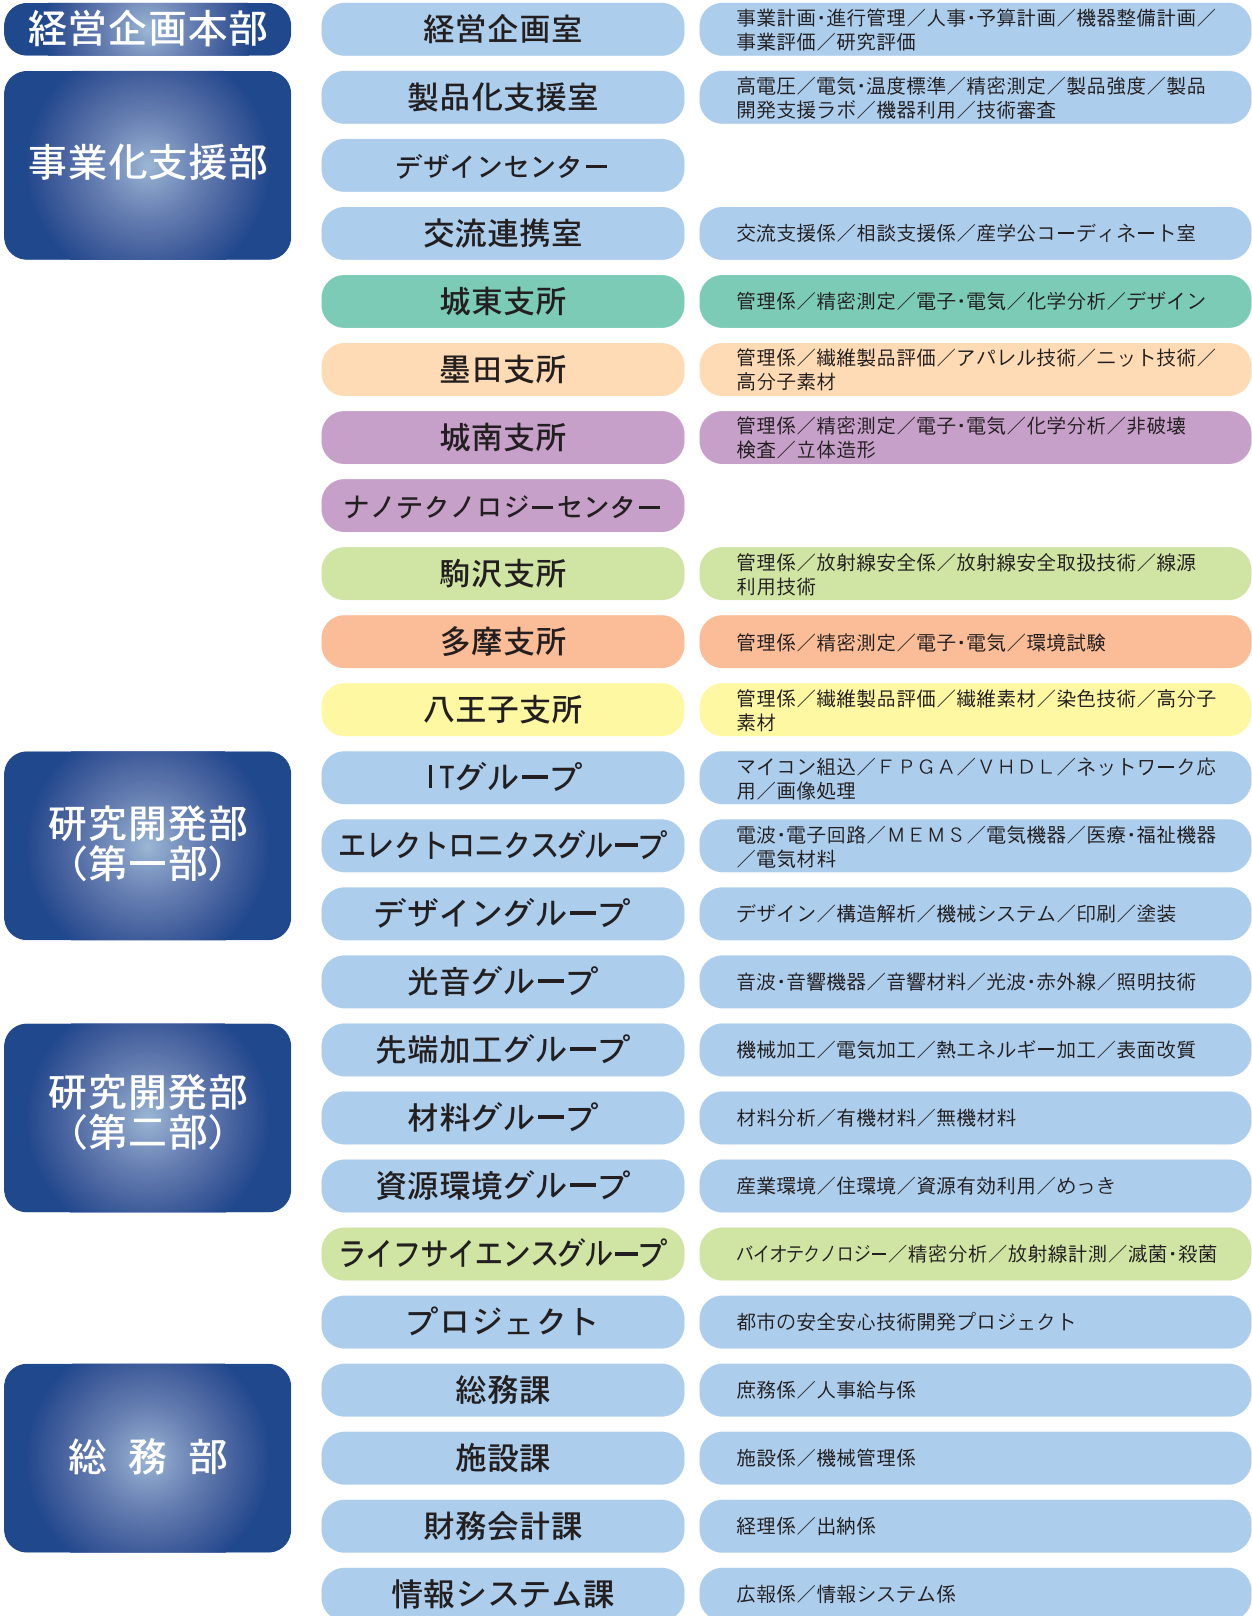 経営企画本部
経営企画室
事業計画・進行管理／人事・予算計画／機器整備計画／
事業評価／研究評価
事業化支援部
製品化支援室
高電圧／電気・温度標準／精密測定／製品強度／製品
開発支援ラボ／機器利用／技術審査
デザインセンター
交流連携室
交流支援係／相談支援係／産学公コーディネート室
城東支所
管理係／精密測定／電子・電気／化学分析／デザイン
墨田支所
管理係／繊維製品評価／アパレル技術／ニット技術／
高分子素材
城南支所
管理係／精密測定／電子・電気／化学分析／非破壊
検査／立体造形
ナノテクノロジーセンター
駒沢支所
管理係／放射線安全係／放射線安全取扱技術／線源
利用技術
多摩支所
管理係／精密測定／電子・電気／環境試験
八王子支所
管理係／繊維製品評価／繊維素材／染色技術／高分子
素材
研究開発部
（第一部）
ITグループ
マイコン組込／ＦＰＧＡ／ＶＨＤＬ／ネットワーク応
用／画像処理
エレクトロニクスグループ
電波・電子回路／ＭＥＭＳ／電気機器／医療・福祉機器
／電気材料
デザイングループ
デザイン／構造解析／機械システム／印刷／塗装
光音グループ
音波・音響機器／音響材料／光波・赤外線／照明技術
研究開発部
（第二部）
先端加工グループ
機械加工／電気加工／熱エネルギー加工／表面改質
材料グループ
材料分析／有機材料／無機材料
資源環境グループ
産業環境／住環境／資源有効利用／めっき
ライフサイエンスグループ
バイオテクノロジー／精密分析／放射線計測／滅菌・殺菌
プロジェクト
都市の安全安心技術開発プロジェクト
総務部
総務課
庶務係／人事給与係
施設課
施設係／機械管理係
財務会計課
経理係／出納係
情報システム課
広報係／情報システム係